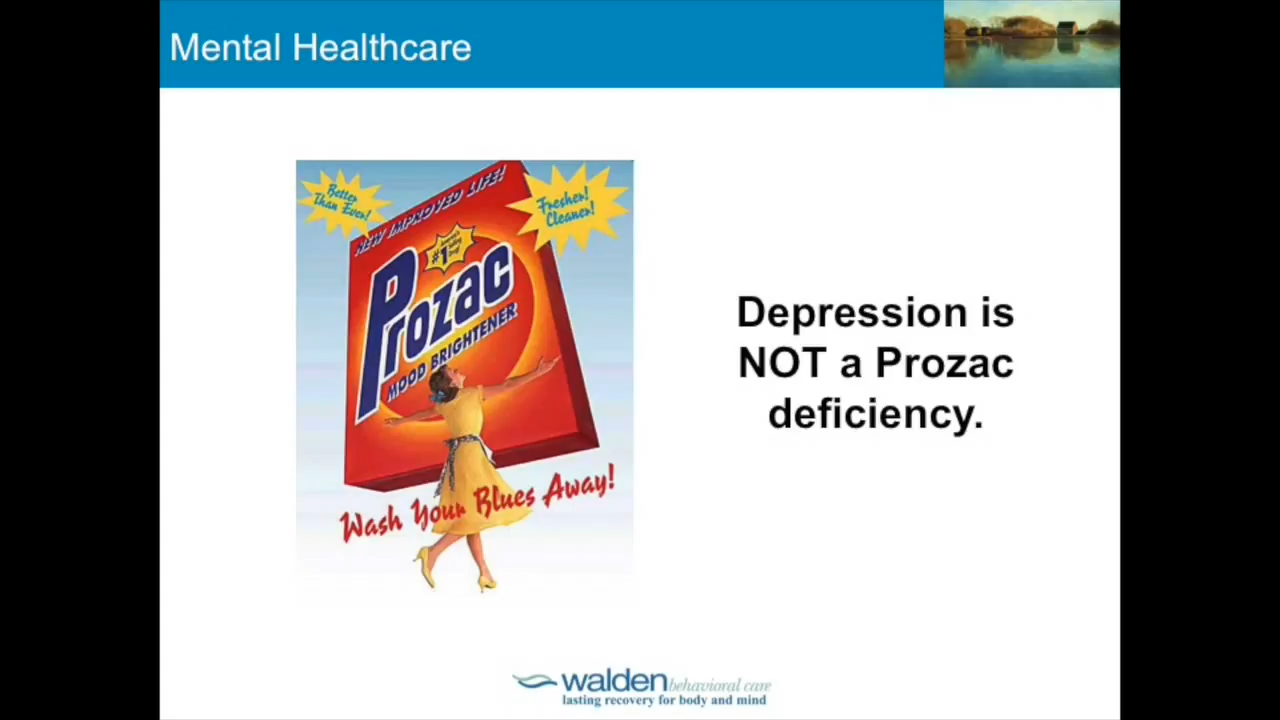 Mental Healthcare
Better
Than Ever!
NEW IMPROVED LIFE!
Fresher!
Cleaner!
#1
Prozac
MOOD BRIGHTENER
Wash Your Blues Away!
Depression is
NOT a Prozac
deficiency.
walden behavioral care
lasting recovery for body and mind